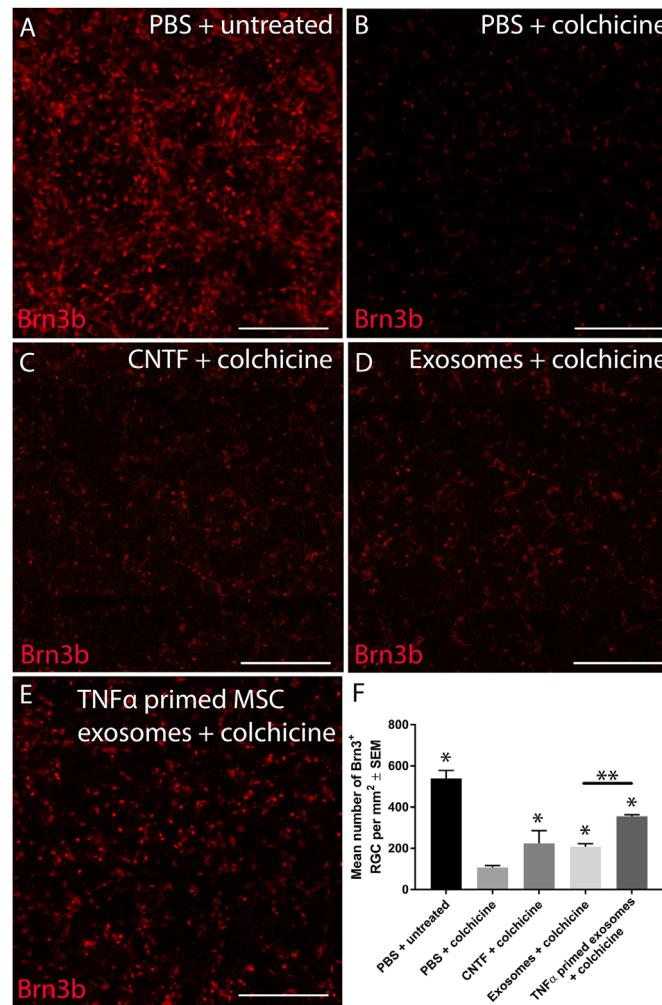 A
PBS + untreated
Brn3b
B
PBS + colchicine
Brn3b
C
CNTF + colchicine
Brn3b
D
Exosomes + colchicine
Brn3b
E
TNFα primed MSC
exosomes + colchicine
Brn3b
F
Mean number of Brn3⁺
RGC per mm² ± SEM
800
600
400
200
0
*
*
*
**
*
PBS + untreated
PBS + colchicine
CNTF + colchicine
Exosomes + colchicine
TNFα primed exosomes
+ colchicine